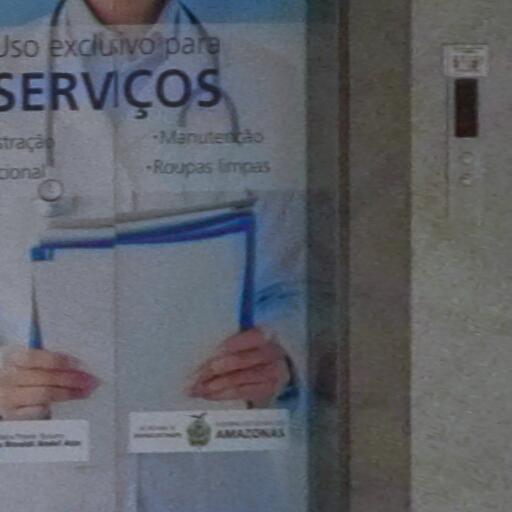 Uso exclusivo para
SERVIÇOS
stração
•Manutenção
cional
•Roupas limpas
AMAZONAS